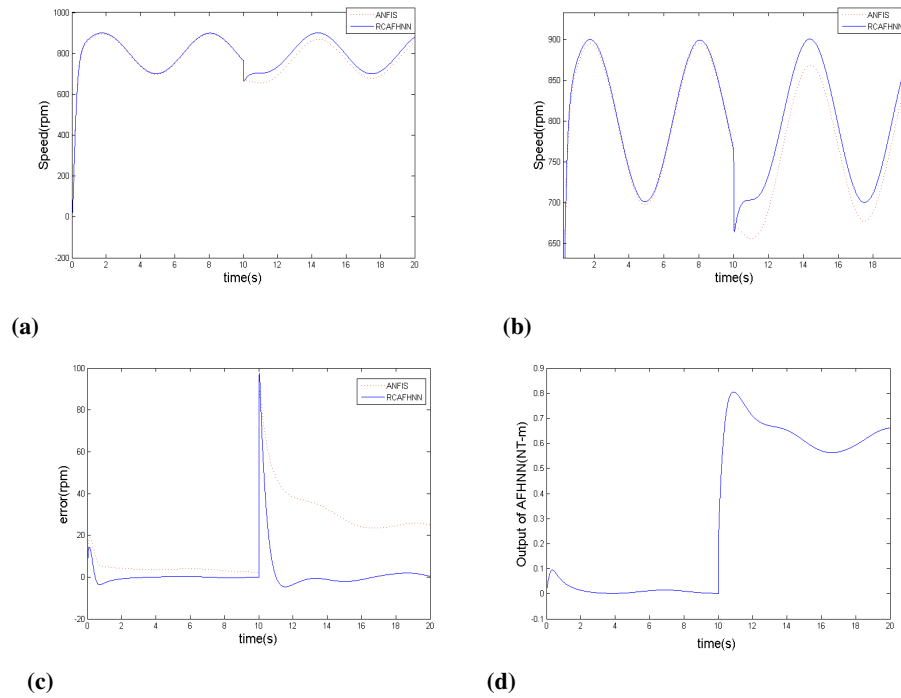 1000
800
600
400
200
0
-200
0 2 4 6 8 10 12 14 16 18 20
Speed(rpm)
time(s)
ANFIS
RCAFHNN
(a)
900
850
800
750
700
650
2 4 6 8 10 12 14 16 18
Speed(rpm)
time(s)
ANFIS
RCAFHNN
(b)
100
80
60
40
20
0
-20
0 2 4 6 8 10 12 14 16 18 20
error(rpm)
time(s)
ANFIS
RCAFHNN
(c)
0.9
0.8
0.7
0.6
0.5
0.4
0.3
0.2
0.1
0
-0.1
0 2 4 6 8 10 12 14 16 18 20
Output of AFHNN(NT-m)
time(s)
(d)